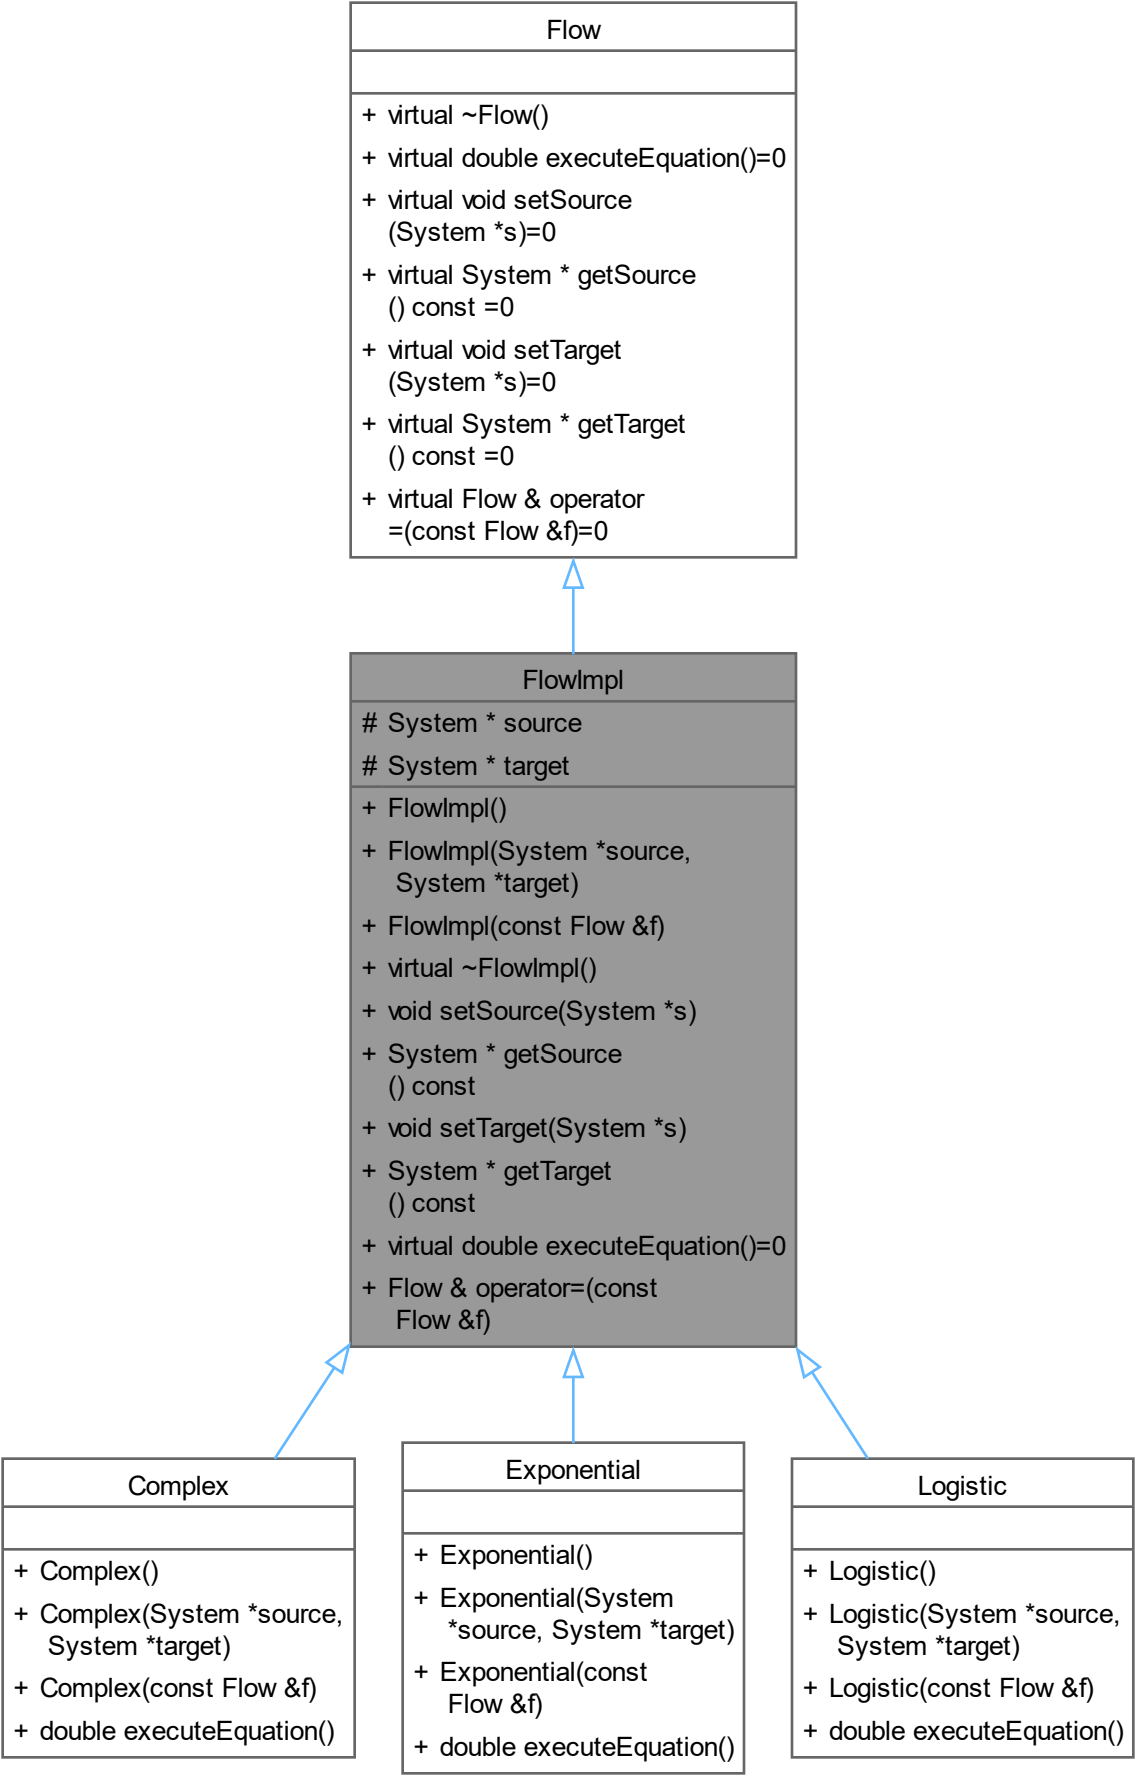 Flow
+ virtual ~Flow()
+ virtual double executeEquation()=0
+ virtual void setSource
(System *s)=0
+ virtual System * getSource
() const =0
+ virtual void setTarget
(System *s)=0
+ virtual System * getTarget
() const =0
+ virtual Flow & operator
=(const Flow &f)=0
FlowImpl
# System * source
# System * target
+ FlowImpl()
+ FlowImpl(System *source,
System *target)
+ FlowImpl(const Flow &f)
+ virtual ~FlowImpl()
+ void setSource(System *s)
+ System * getSource
() const
+ void setTarget(System *s)
+ System * getTarget
() const
+ virtual double executeEquation()=0
+ Flow & operator=(const
Flow &f)
Complex
+ Complex()
+ Complex(System *source,
System *target)
+ Complex(const Flow &f)
+ double executeEquation()
Exponential
+ Exponential()
+ Exponential(System
*source, System *target)
+ Exponential(const
Flow &f)
+ double executeEquation()
Logistic
+ Logistic()
+ Logistic(System *source,
System *target)
+ Logistic(const Flow &f)
+ double executeEquation()